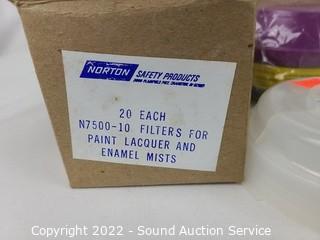 NORTON
SAFETY PRODUCTS
20 EACH
N7500-10 FILTERS FOR
PAINT LACQUER AND
ENAMEL MISTS
Copyright © 2022 - Sound Auction Service